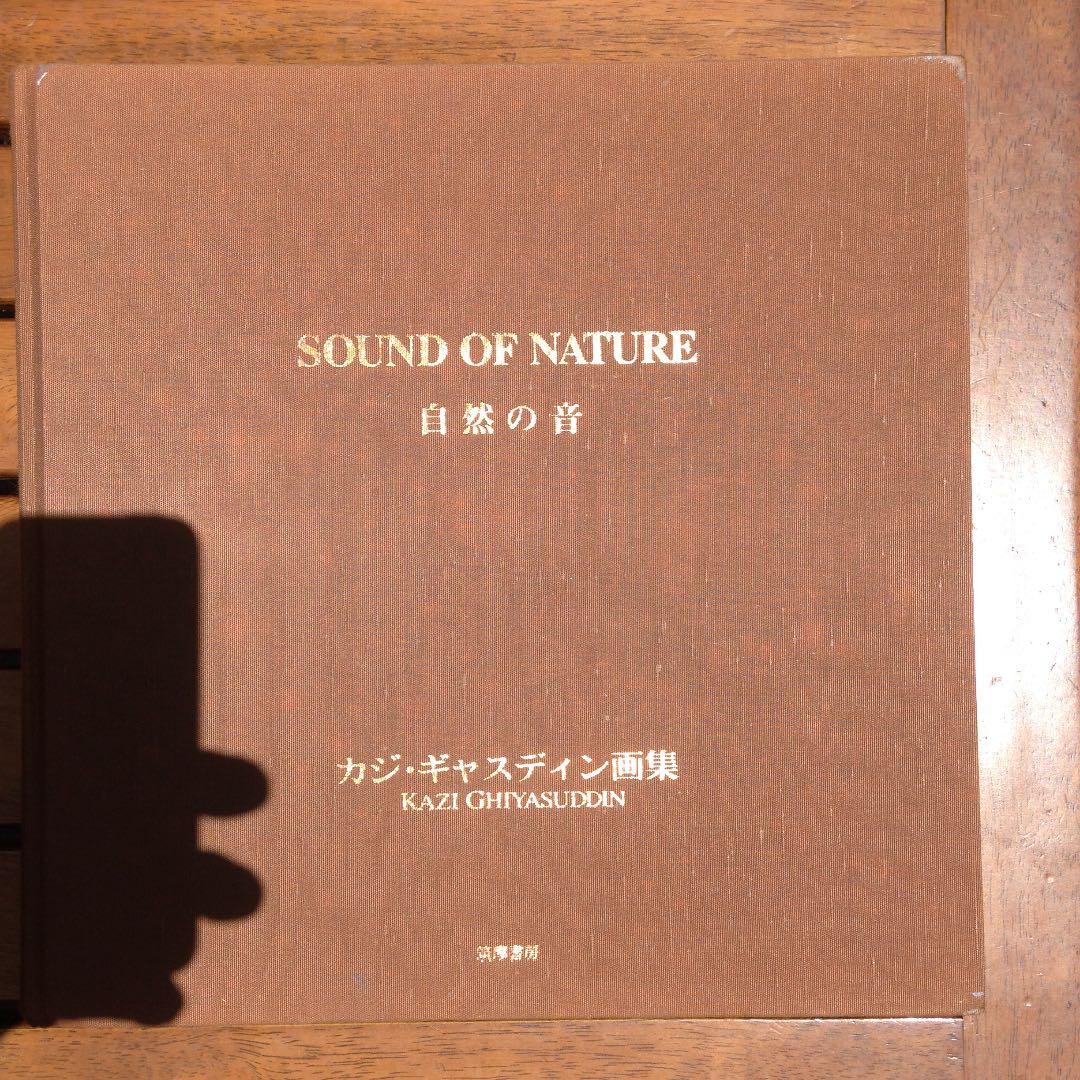 SOUND OF NATURE
自然の音
カジ・ギャスディン画集
KAZI GHIYASUDDIN
筑摩書房